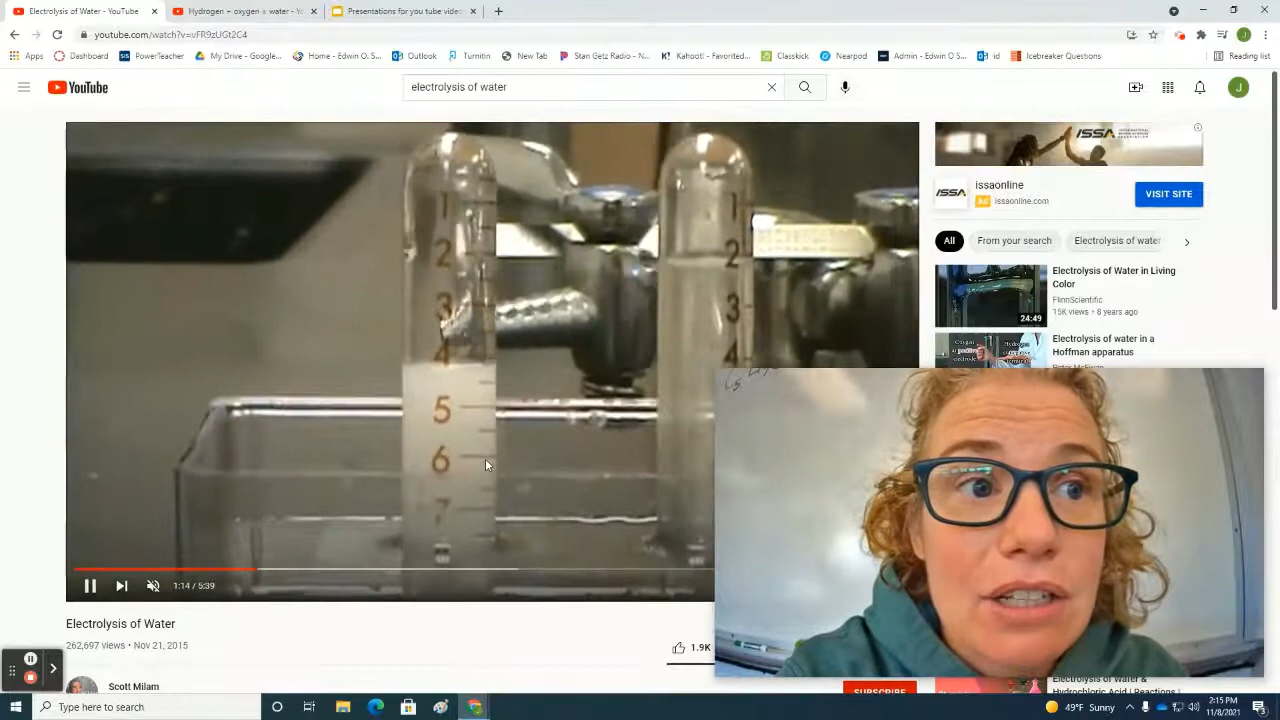 Electrolysis of Water - YouTube
Hydrogen + oxygen = water - Yo
Presentations for you tube video
youtube.com/watch?v=vFR9zUGt2C4
Apps
Dashboard
PowerTeacher
My Drive - Google...
Home - Edwin O. S...
Outlook
Turnitin
New Tab
Stan Getz Radio - N...
Kahoot! - Favorited...
Classkick
Nearpod
Admin - Edwin O S...
id
Icebreaker Questions
Reading list
YouTube
electrolysis of water
J
J
2
3
4
5
6
7
1
2
3
4
ISSA
ISSA
issaonline
Ad
issaonline.com
VISIT SITE
All
From your search
Electrolysis of water
Electrolysis of Water in Living
Color
FlinnScientific
15K views • 8 years ago
24:49
Electrolysis of water in a
Hoffman apparatus
1:14 / 5:39
Electrolysis of Water
262,697 views • Nov 21, 2015
1.9K
Scott Milam
SUBSCRIBE
Electrolysis of Water &
Hydrochloric Acid | Reactions |
Type here to search
49°F Sunny
2:15 PM
11/8/2021